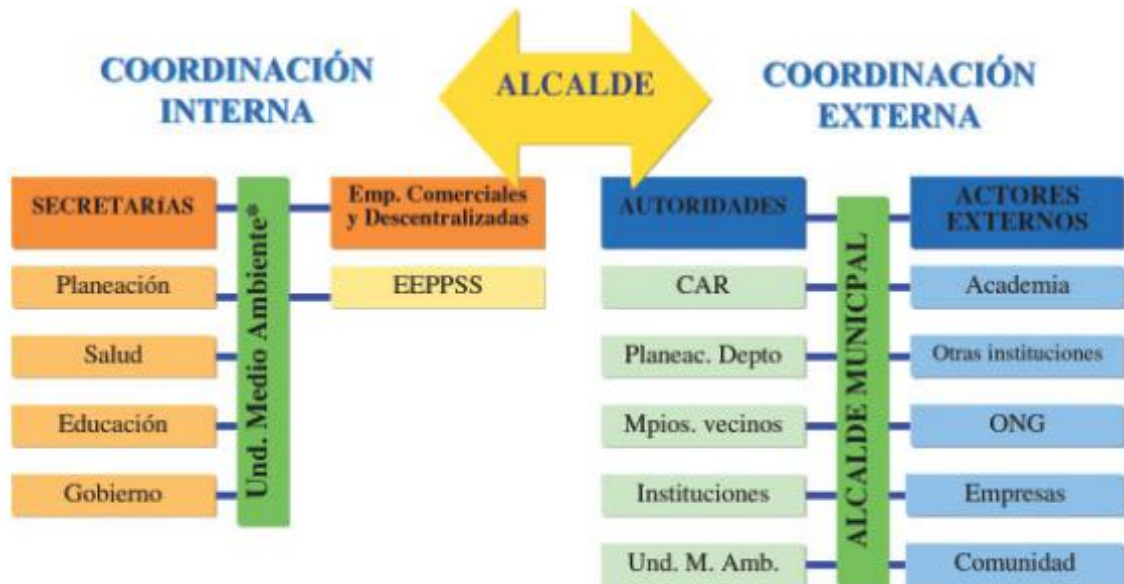 COORDINACIÓN
INTERNA
ALCALDE
COORDINACIÓN
EXTERNA
SECRETARÍAS
Planeación
Salud
Educación
Gobierno
Und. Medio Ambiente*
Emp. Comerciales
y Descentralizadas
EEPPSS
AUTORIDADES
CAR
Planeac. Depto
Mpios. vecinos
Instituciones
Und. M. Amb.
ALCALDE MUNICPAL
ACTORES
EXTERNOS
Academia
Otras instituciones
ONG
Empresas
Comunidad